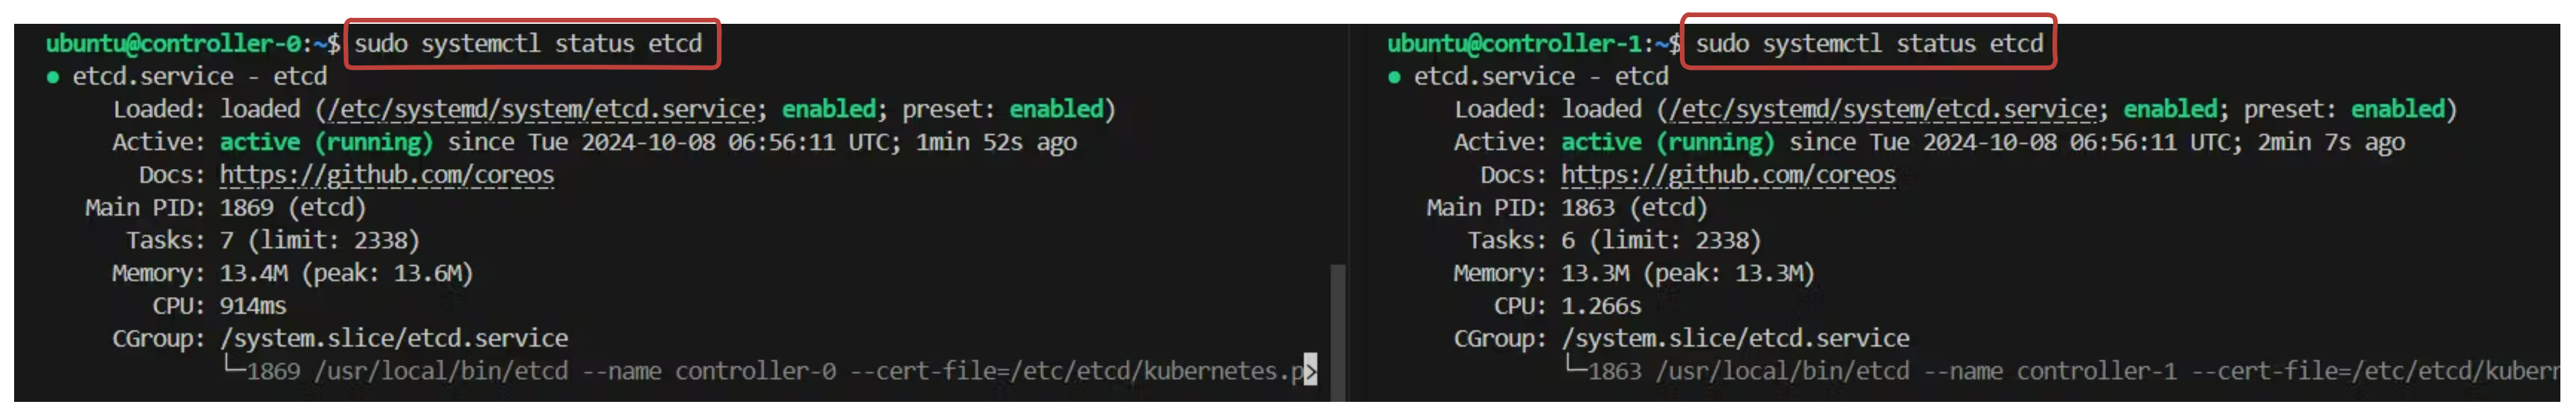 ubuntu@controller-0:~$ sudo systemctl status etcd
● etcd.service - etcd
Loaded: loaded (/etc/systemd/system/etcd.service; enabled; preset: enabled)
Active: active (running) since Tue 2024-10-08 06:56:11 UTC; 1min 52s ago
Docs: https://github.com/coreos
Main PID: 1869 (etcd)
Tasks: 7 (limit: 2338)
Memory: 13.4M (peak: 13.6M)
CPU: 914ms
CGroup: /system.slice/etcd.service
└─1869 /usr/local/bin/etcd --name controller-0 --cert-file=/etc/etcd/kubernetes.p>
ubuntu@controller-1:~$ sudo systemctl status etcd
● etcd.service - etcd
Loaded: loaded (/etc/systemd/system/etcd.service; enabled; preset: enabled)
Active: active (running) since Tue 2024-10-08 06:56:11 UTC; 2min 7s ago
Docs: https://github.com/coreos
Main PID: 1863 (etcd)
Tasks: 6 (limit: 2338)
Memory: 13.3M (peak: 13.3M)
CPU: 1.266s
CGroup: /system.slice/etcd.service
└─1863 /usr/local/bin/etcd --name controller-1 --cert-file=/etc/etcd/kubern